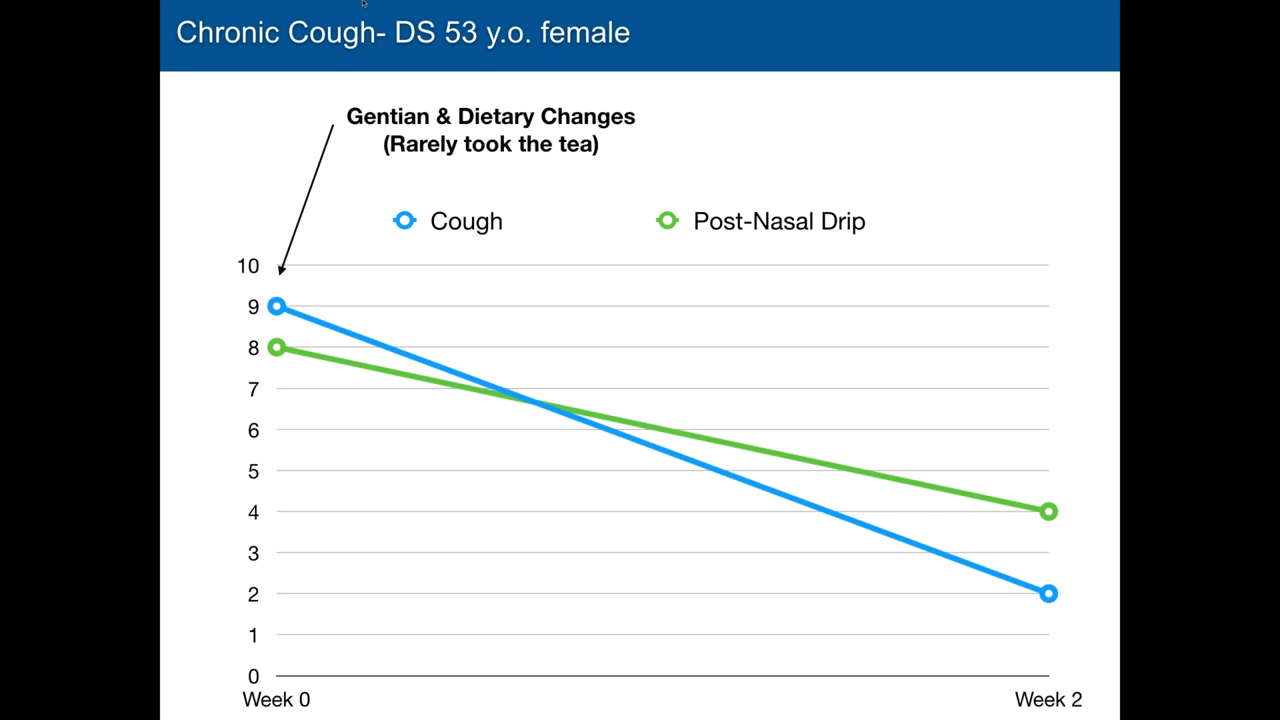 Chronic Cough- DS 53 y.o. female
Gentian & Dietary Changes
(Rarely took the tea)
Cough
Post-Nasal Drip
10
9
8
7
6
5
4
3
2
1
0
Week 0
Week 2